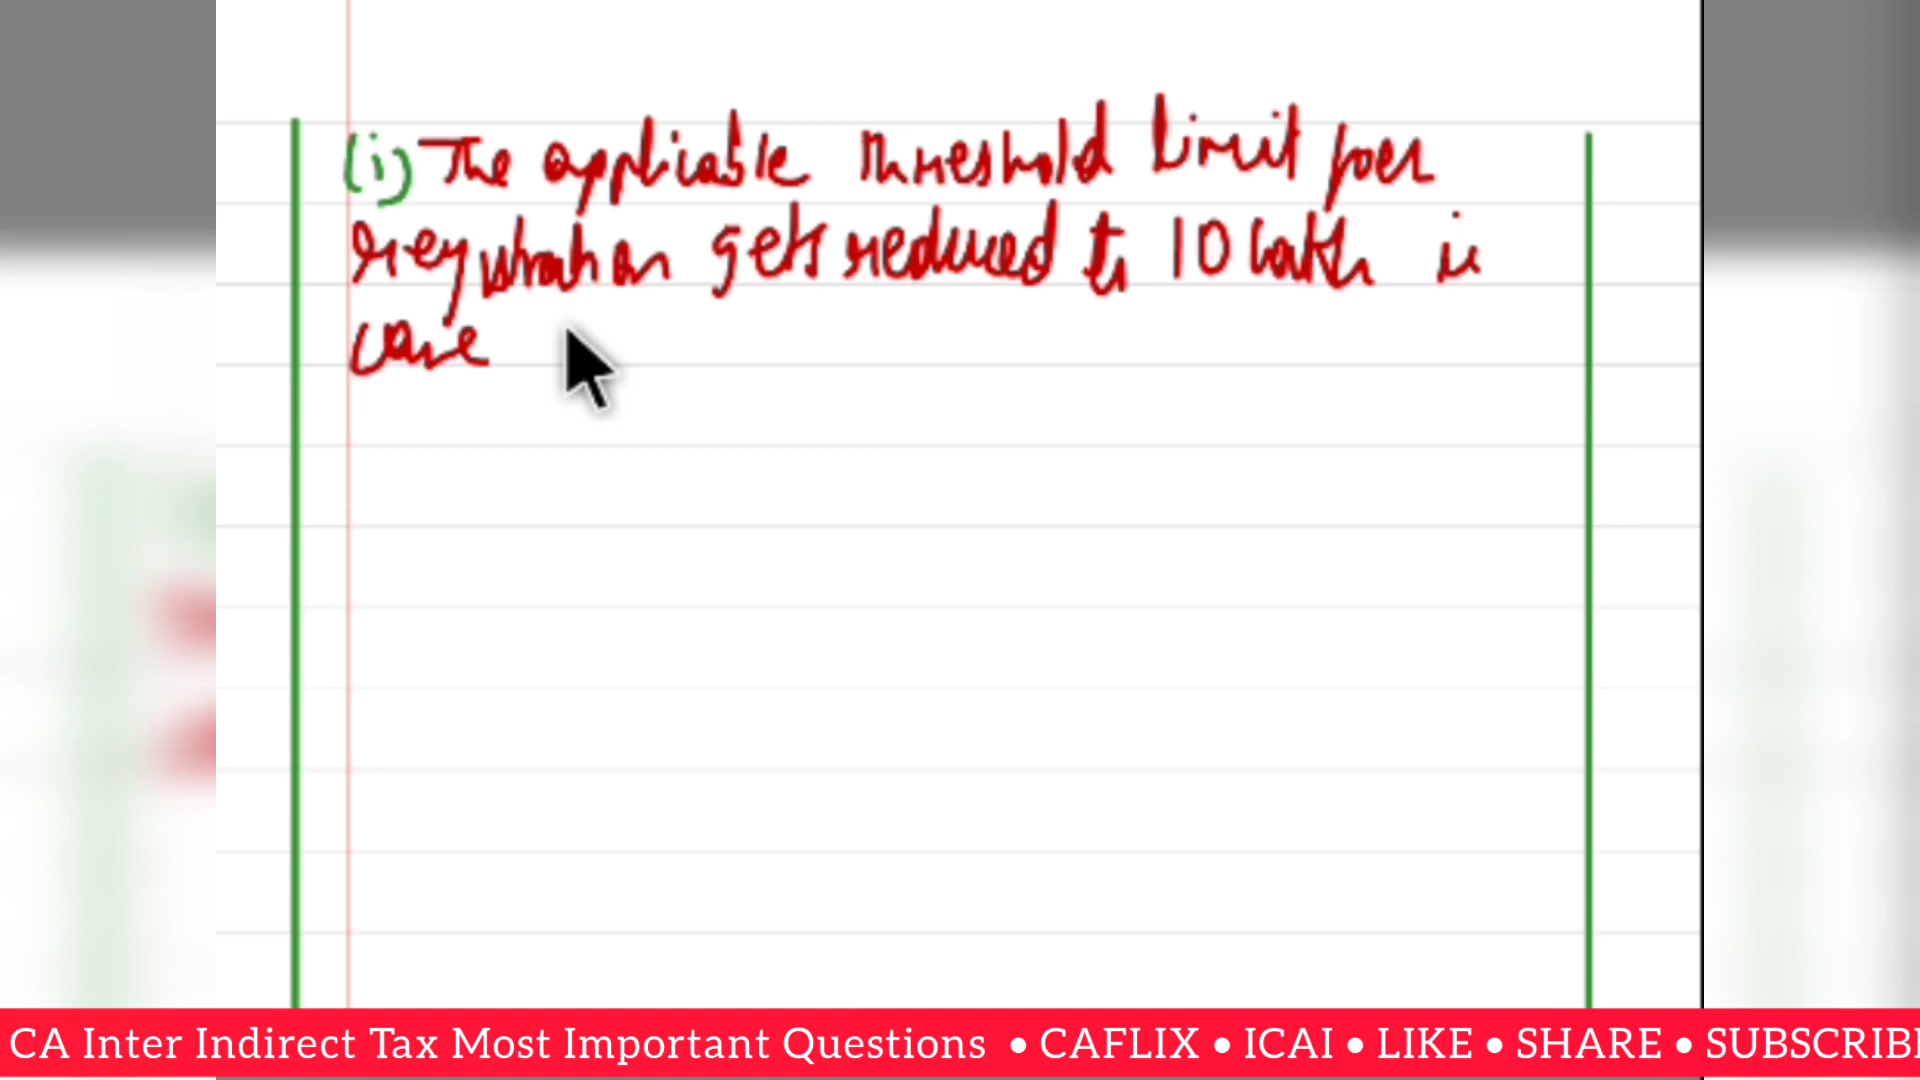 (i) The applicable threshold limit for
registration gets reduced to 10 lakh in
case
CA Inter Indirect Tax Most Important Questions • CAFLIX • ICAI • LIKE • SHARE • SUBSCRIB